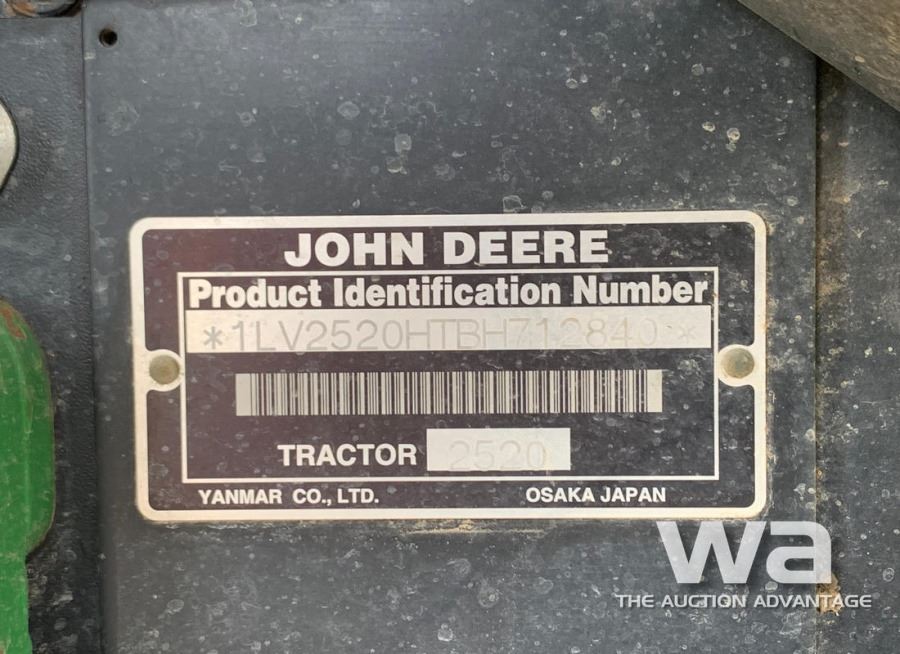 JOHN DEERE
Product Identification Number
*1LV2520HTBH712840*
TRACTOR 2520
YANMAR CO., LTD. OSAKA JAPAN
wa
THE AUCTION ADVANTAGE